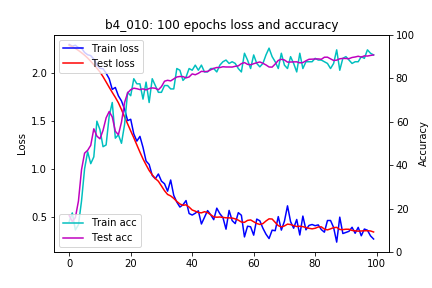 b4_010: 100 epochs loss and accuracy
Train loss
Test loss
Train acc
Test acc
Loss
2.0
1.5
1.0
0.5
Accuracy
100
80
60
40
20
0
0
20
40
60
80
100